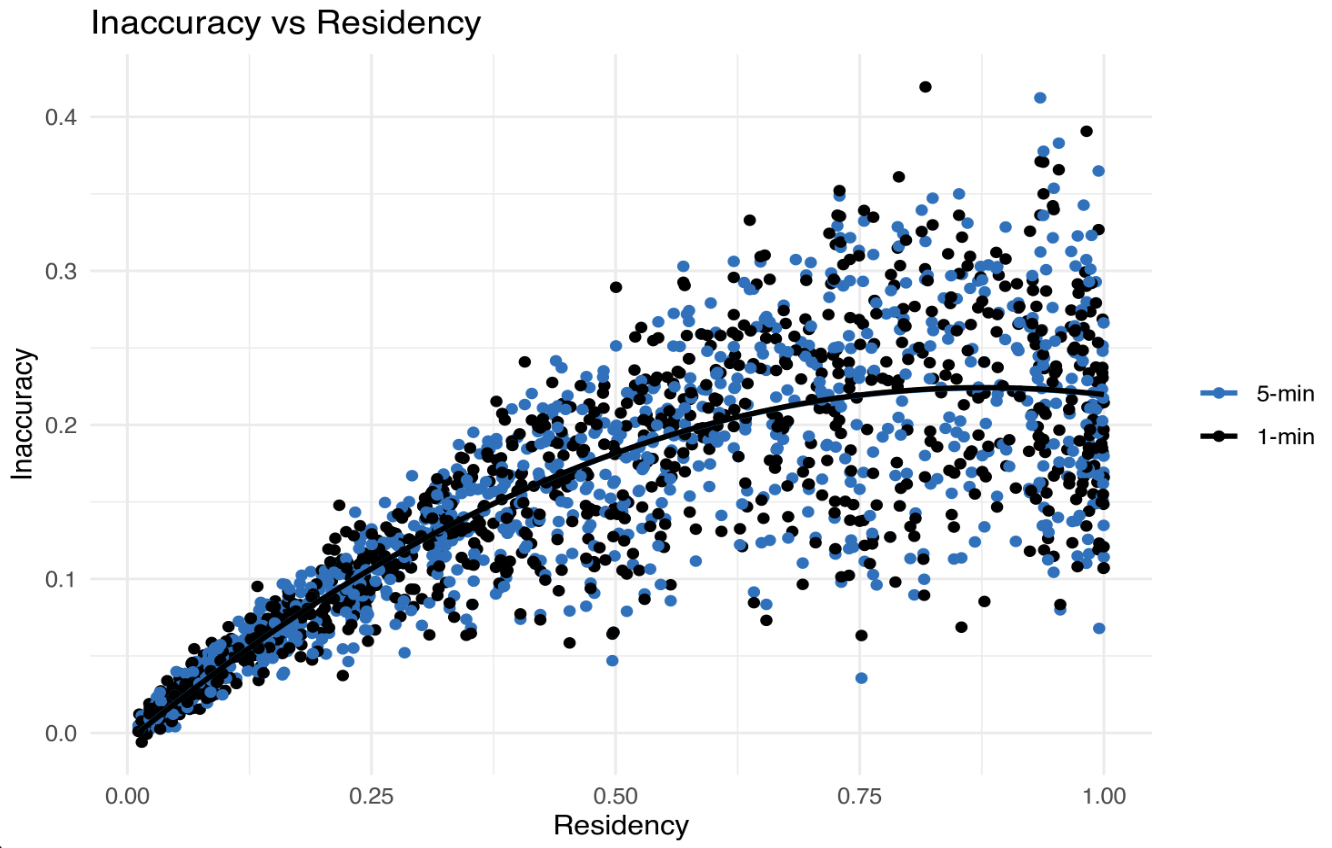 Inaccuracy vs Residency
Inaccuracy
0.4
0.3
0.2
0.1
0.0
0.00 0.25 0.50 0.75 1.00
Residency
5-min
1-min